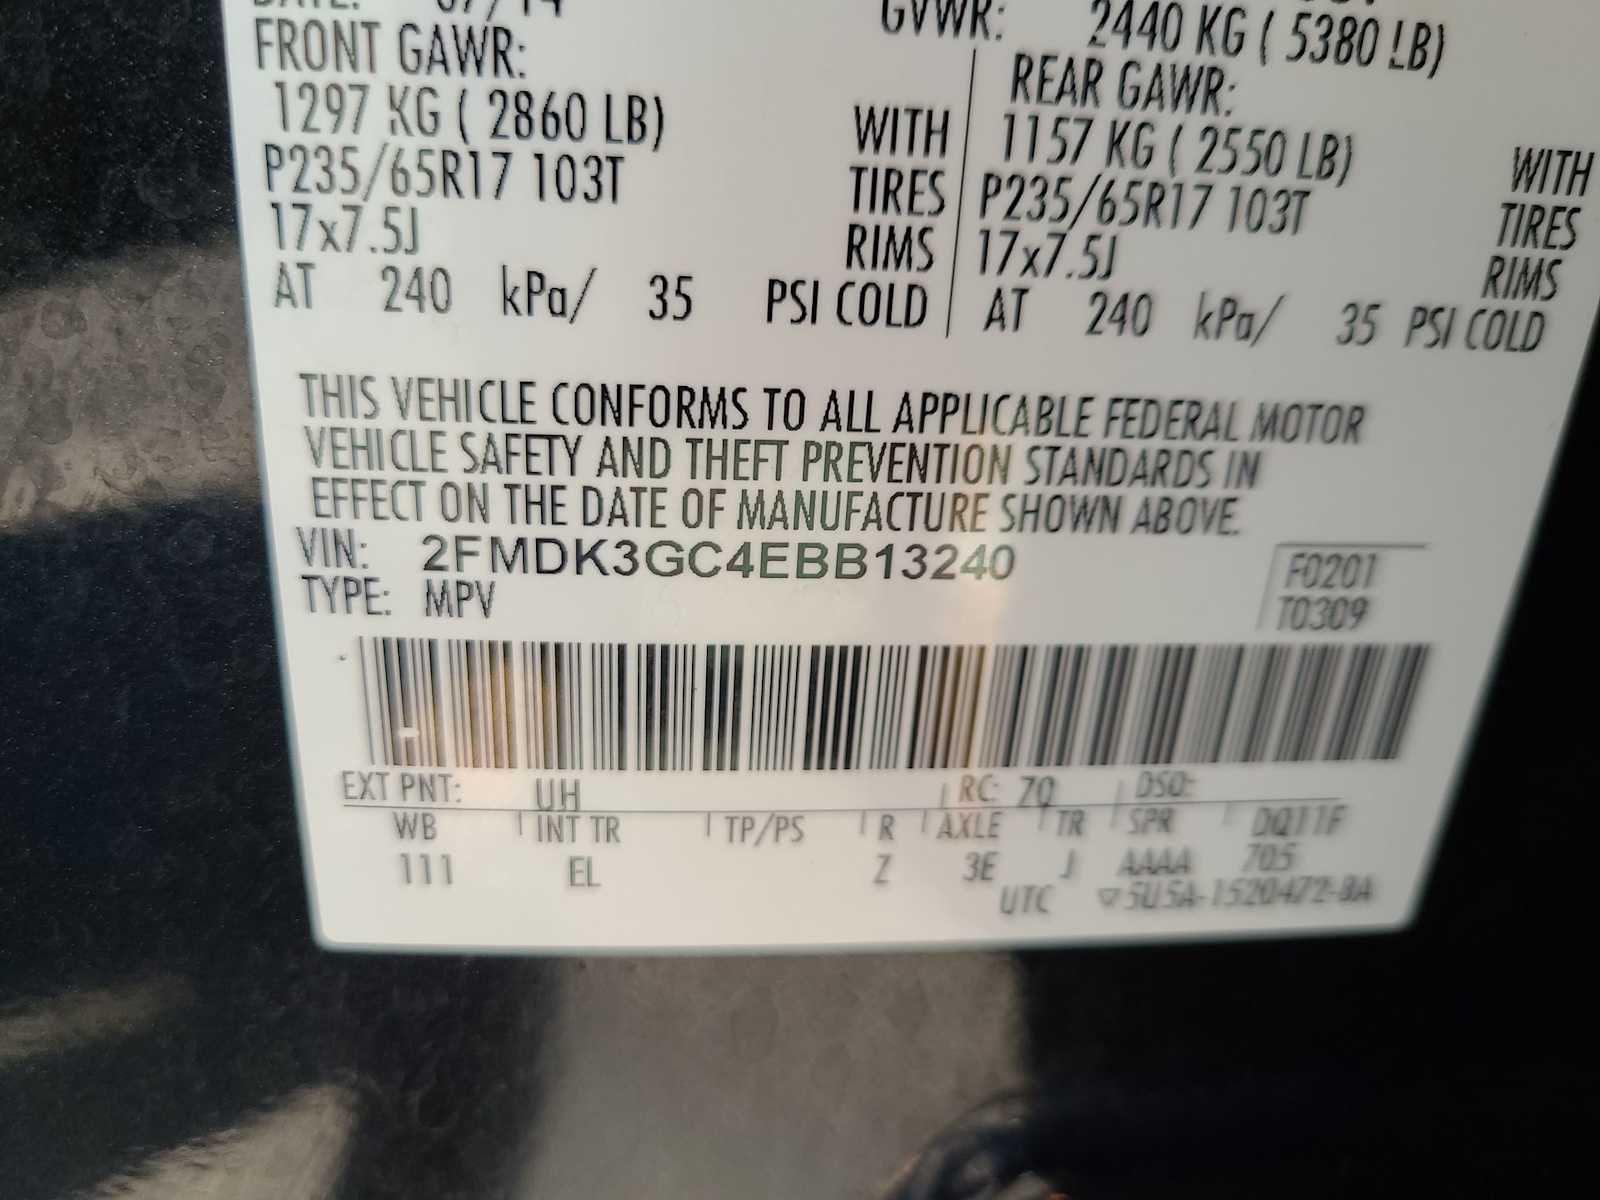 DATE: 07/14
GVWR: 2440 KG ( 5380 LB)
FRONT GAWR:
1297 KG ( 2860 LB) WITH
P235/65R17 103T TIRES
17x7.5J RIMS
AT 240 kPa/ 35 PSI COLD
REAR GAWR:
1157 KG ( 2550 LB) WITH
P235/65R17 103T TIRES
17x7.5J RIMS
AT 240 kPa/ 35 PSI COLD
THIS VEHICLE CONFORMS TO ALL APPLICABLE FEDERAL MOTOR
VEHICLE SAFETY AND THEFT PREVENTION STANDARDS IN
EFFECT ON THE DATE OF MANUFACTURE SHOWN ABOVE.
VIN: 2FMDK3GC4EBB13240
TYPE: MPV
F0201
T0309
EXT PNT: UH RC: 70 DSO:
WB INT TR TP/PS R AXLE TR SPR DQ11F
111 EL Z 3E J AAAA 705
UTC ▽5U5A-1520472-BA